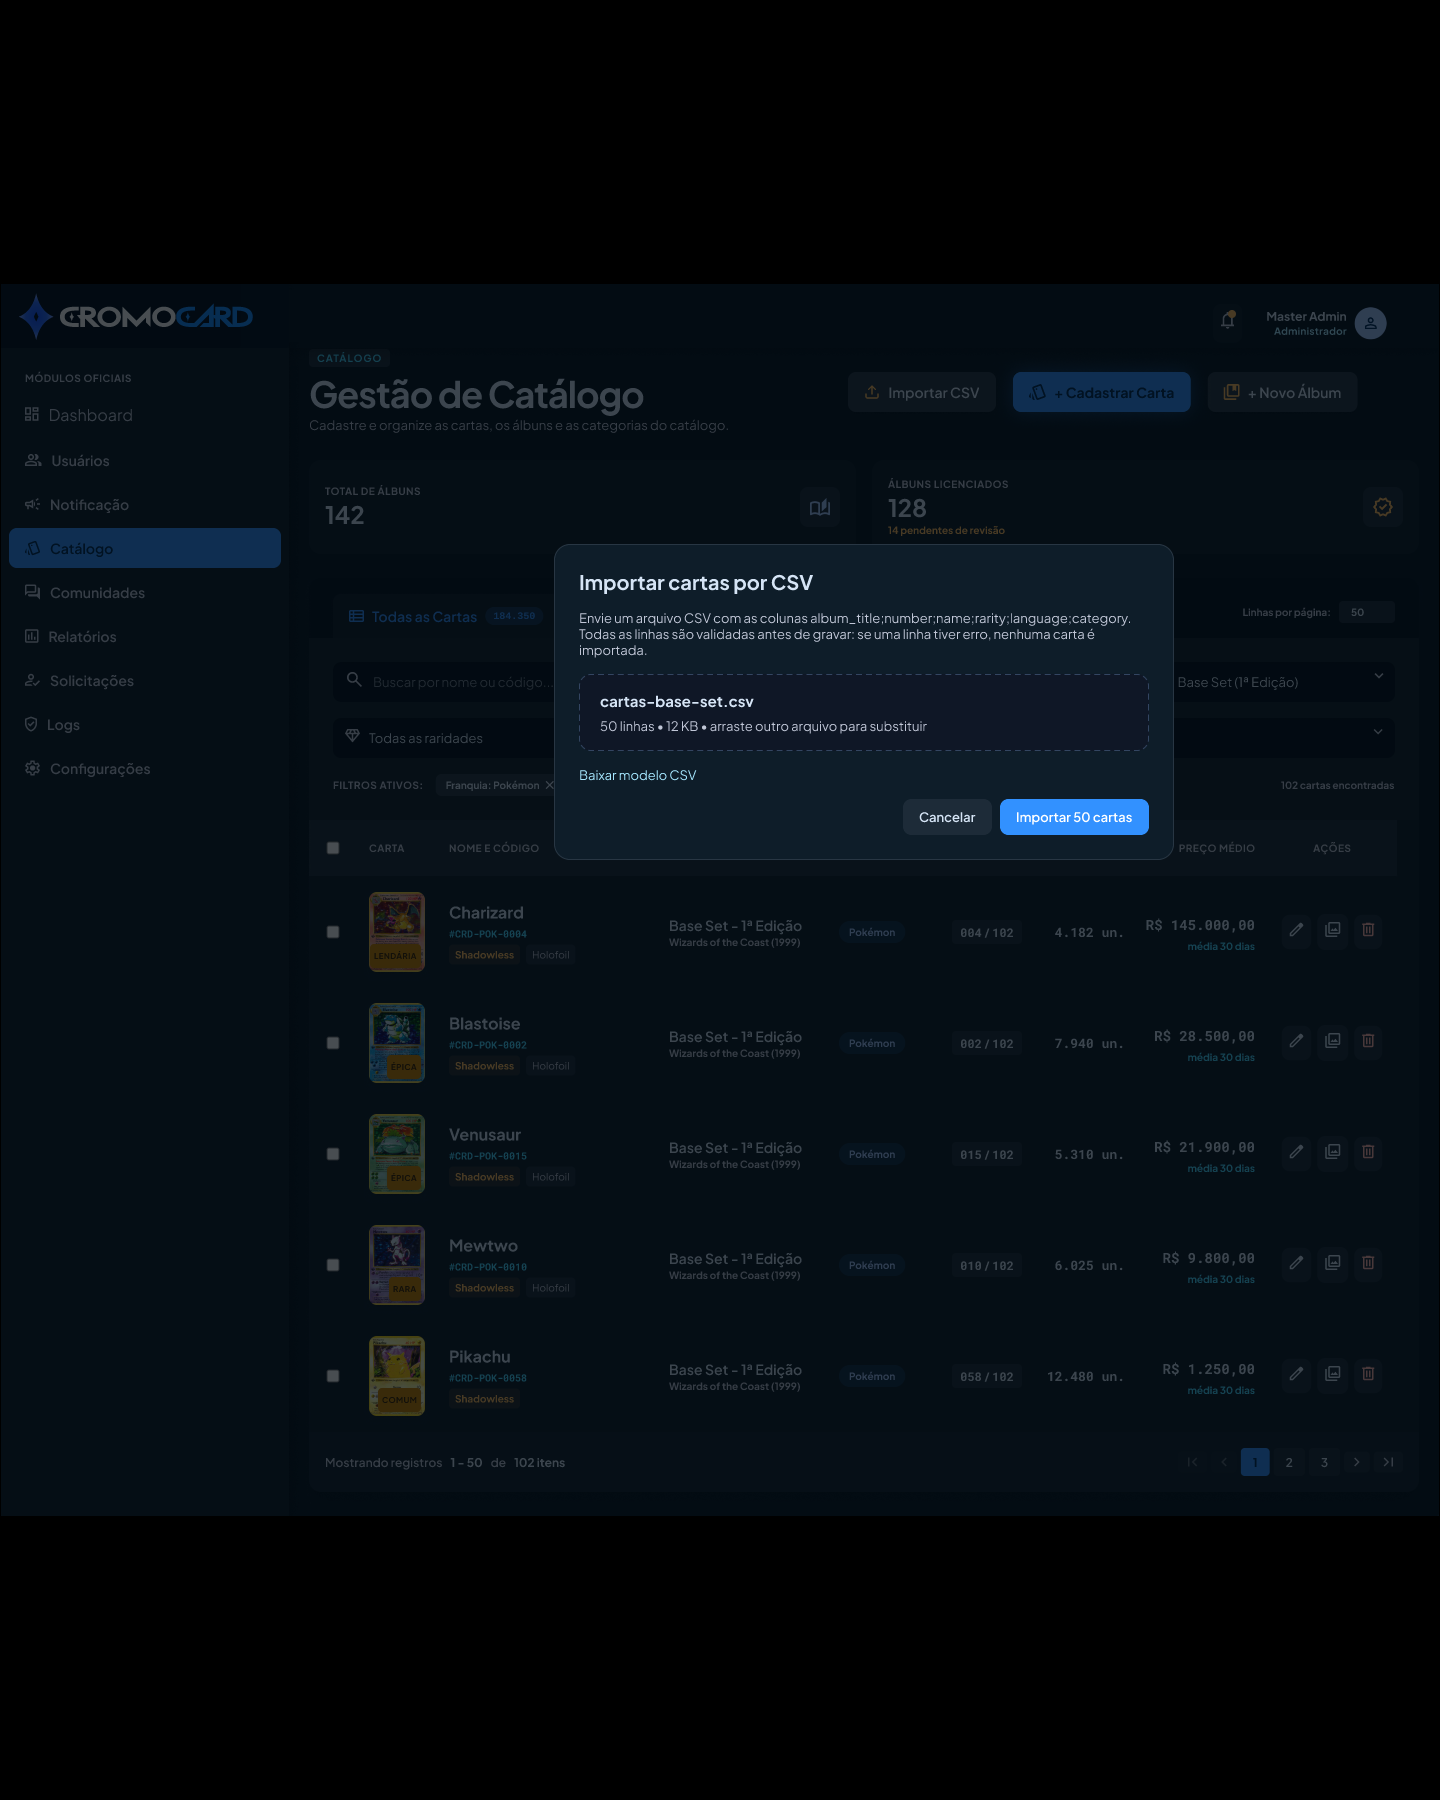 CROMOCARD
Master Admin
Administrador
MÓDULOS OFICIAIS
Dashboard
Usuários
Notificação
Catálogo
Comunidades
Relatórios
Solicitações
Logs
Configurações
CATÁLOGO
Gestão de Catálogo
Cadastre e organize as cartas, os álbuns e as categorias do catálogo.
Importar CSV
+ Cadastrar Carta
+ Novo Álbum
TOTAL DE ÁLBUNS
142
ÁLBUNS LICENCIADOS
128
14 pendentes de revisão
Todas as Cartas 184.350
Linhas por página: 50
Buscar por nome ou código...
Base Set (1ª Edição)
Todas as raridades
FILTROS ATIVOS: Franquia: Pokémon
102 cartas encontradas
Importar cartas por CSV
Envie um arquivo CSV com as colunas album_title;number;name;rarity;language;category.
Todas as linhas são validadas antes de gravar: se uma linha tiver erro, nenhuma carta é
importada.
cartas-base-set.csv
50 linhas • 12 KB • arraste outro arquivo para substituir
Baixar modelo CSV
Cancelar
Importar 50 cartas
CARTA NOME E CÓDIGO PREÇO MÉDIO AÇÕES
LENDÁRIA
Charizard
#CRD-POK-0004
Shadowless Holofoil
Base Set - 1ª Edição
Wizards of the Coast (1999)
Pokémon
004 / 102
4.182 un.
R$ 145.000,00
média 30 dias
ÉPICA
Blastoise
#CRD-POK-0002
Shadowless Holofoil
Base Set - 1ª Edição
Wizards of the Coast (1999)
Pokémon
002 / 102
7.940 un.
R$ 28.500,00
média 30 dias
ÉPICA
Venusaur
#CRD-POK-0015
Shadowless Holofoil
Base Set - 1ª Edição
Wizards of the Coast (1999)
Pokémon
015 / 102
5.310 un.
R$ 21.900,00
média 30 dias
RARA
Mewtwo
#CRD-POK-0010
Shadowless Holofoil
Base Set - 1ª Edição
Wizards of the Coast (1999)
Pokémon
010 / 102
6.025 un.
R$ 9.800,00
média 30 dias
COMUM
Pikachu
#CRD-POK-0058
Shadowless
Base Set - 1ª Edição
Wizards of the Coast (1999)
Pokémon
058 / 102
12.480 un.
R$ 1.250,00
média 30 dias
Mostrando registros 1 – 50 de 102 itens
1 2 3